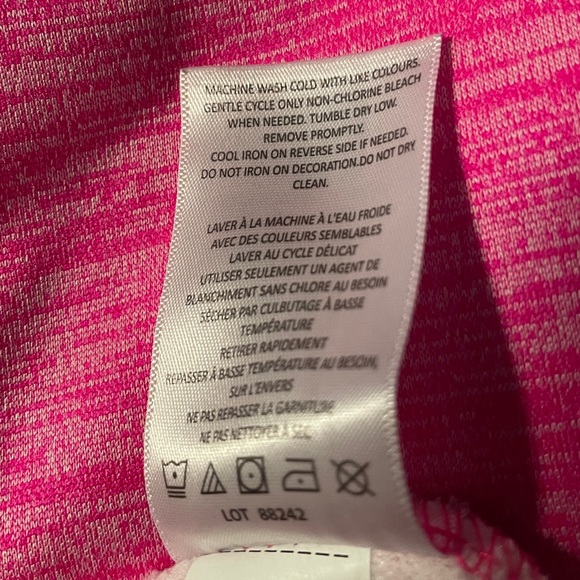 MACHINE WASH COLD WITH LIKE COLOURS.
GENTLE CYCLE ONLY NON-CHLORINE BLEACH
WHEN NEEDED. TUMBLE DRY LOW.
REMOVE PROMPTLY.
COOL IRON ON REVERSE SIDE IF NEEDED.
DO NOT IRON ON DECORATION.DO NOT DRY
CLEAN.
LAVER À LA MACHINE À L'EAU FROIDE
AVEC DES COULEURS SEMBLABLES
LAVER AU CYCLE DÉLICAT
UTILISER SEULEMENT UN AGENT DE
BLANCHIMENT SANS CHLORE AU BESOIN
SÉCHER PAR CULBUTAGE À BASSE
TEMPÉRATURE
RETIRER RAPIDEMENT
REPASSER À BASSE TEMPÉRATURE AU BESOIN,
SUR L'ENVERS
NE PAS REPASSER LA GARNITURE
NE PAS NETTOYER À SEC
LOT 88242